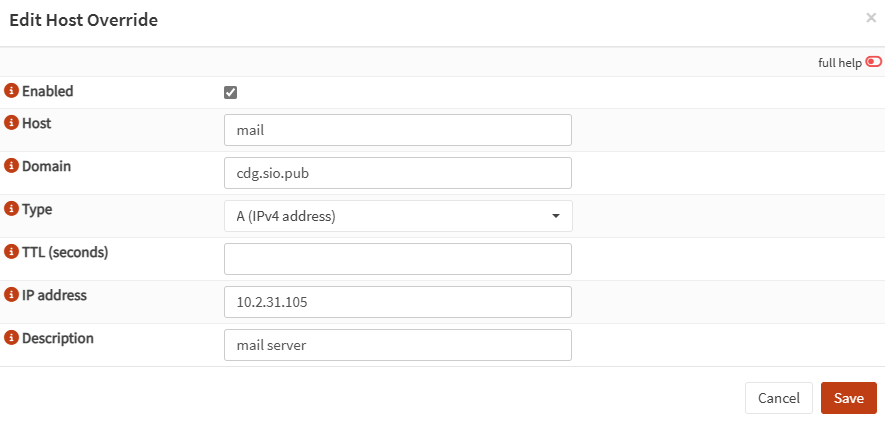 Edit Host Override ×
full help
Enabled
Host mail
Domain cdg.sio.pub
Type A (IPv4 address)
TTL (seconds)
IP address 10.2.31.105
Description mail server
Cancel Save